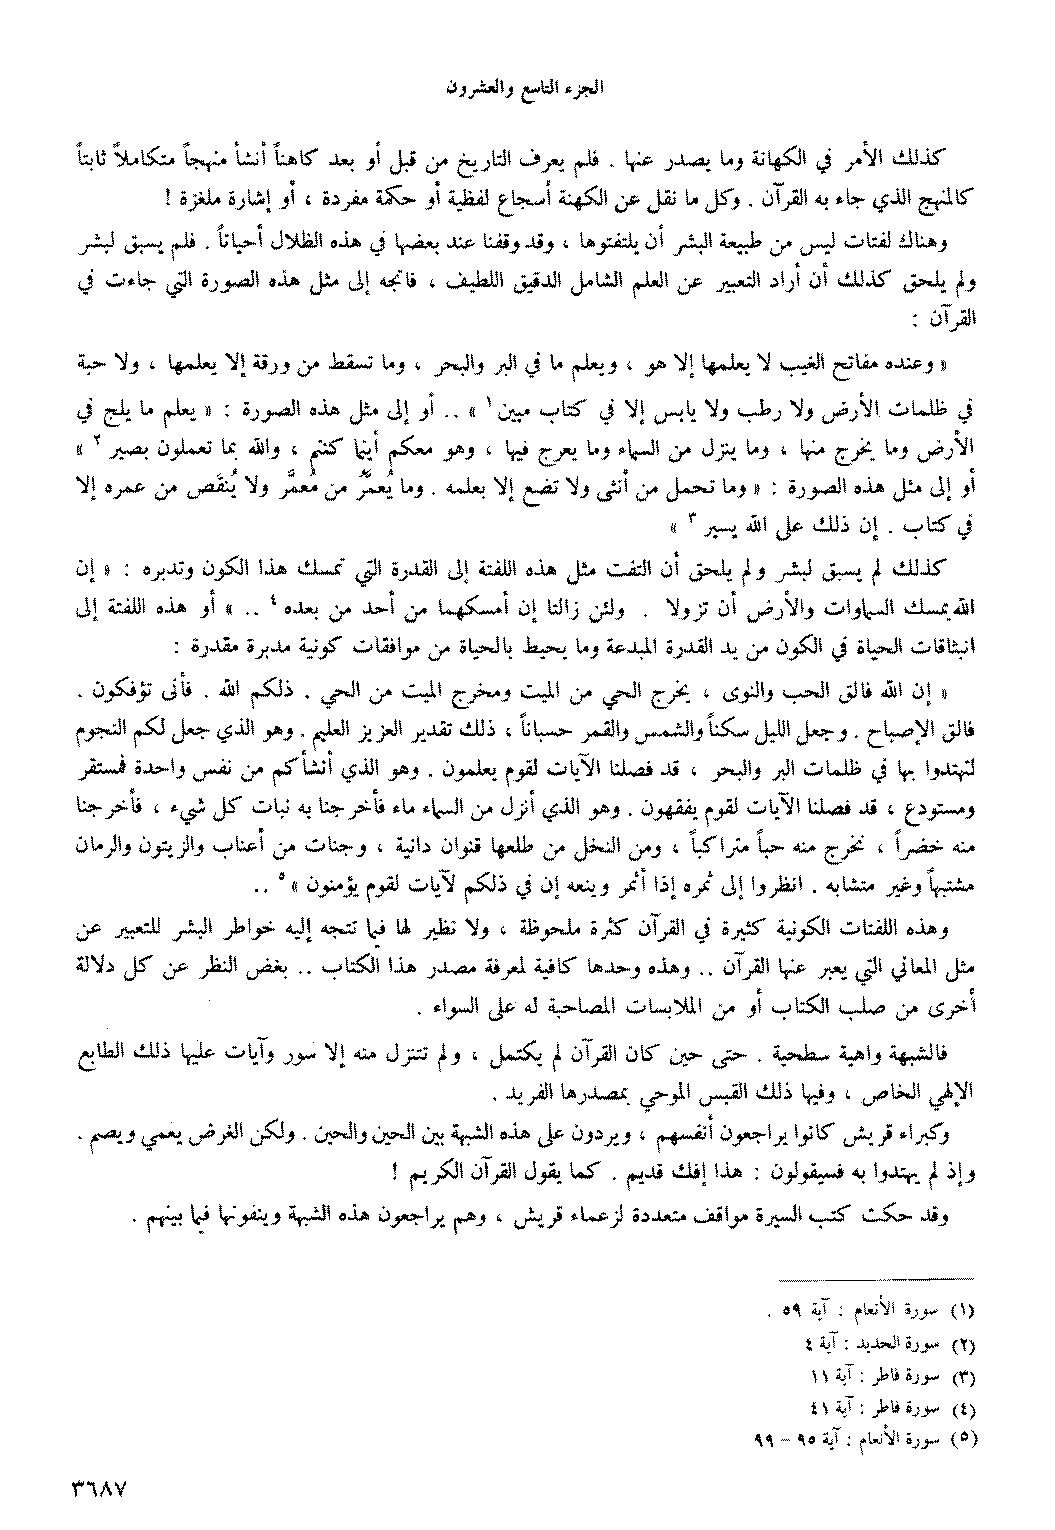 الجزء التاسع والعشرون
كذلك الأمر في الكهانة وما يصدر عنها . فلم يعرف التاريخ من قبل أو بعد كاهناً أنشأ منهجاً متكاملاً ثابتاً
كالمنهج الذي جاء به القرآن . وكل ما نقل عن الكهنة أسجاع لفظية أو حكمة مفردة ، أو إشارة ملغزة !
وهناك لفتات ليس من طبيعة البشر أن يلتفتوها ، وقد وقفنا عند بعضها في هذه الظلال أحياناً . فلم يسبق لبشر
ولم يلحق كذلك أن أراد التعبير عن العلم الشامل الدقيق اللطيف ، فاتجه إلى مثل هذه الصورة التي جاءت في
القرآن :
« وعنده مفاتح الغيب لا يعلمها إلا هو ، ويعلم ما في البر والبحر ، وما تسقط من ورقة إلا يعلمها ، ولا حبة
في ظلمات الأرض ولا رطب ولا يابس إلا في كتاب مبين ١ » .. أو إلى مثل هذه الصورة : « يعلم ما يلج في
الأرض وما يخرج منها ، وما ينزل من السماء وما يعرج فيها ، وهو معكم أينما كنتم ، والله بما تعملون بصير ٢ »
أو إلى مثل هذه الصورة : « وما تحمل من أنثى ولا تضع إلا بعلمه . وما يُعمَّر من مُعمَّر ولا يُنقَص من عمره إلا
في كتاب . إن ذلك على الله يسير ٣ »
كذلك لم يسبق لبشر ولم يلحق أن التفت مثل هذه اللفتة إلى القدرة التي تمسك هذا الكون وتدبره : « إن
الله يمسك السماوات والأرض أن تزولا . ولئن زالتا إن أمسكهما من أحد من بعده ٤ .. » أو هذه اللفتة إلى
انبثاقات الحياة في الكون من يد القدرة المبدعة وما يحيط بالحياة من موافقات كونية مدبرة مقدرة :
« إن الله فالق الحب والنوى ، يخرج الحي من الميت ومخرج الميت من الحي . ذلكم الله . فأنى تؤفكون .
فالق الإصباح . وجعل الليل سكناً والشمس والقمر حسباناً ، ذلك تقدير العزيز العليم . وهو الذي جعل لكم النجوم
لتهتدوا بها في ظلمات البر والبحر ، قد فصلنا الآيات لقوم يعلمون . وهو الذي أنشأكم من نفس واحدة فمستقر
ومستودع ، قد فصلنا الآيات لقوم يفقهون . وهو الذي أنزل من السماء ماء فأخرجنا به نبات كل شيء ، فأخرجنا
منه خضراً ، نخرج منه حباً متراكباً ، ومن النخل من طلعها قنوان دانية ، وجنات من أعناب والزيتون والرمان
مشتبهاً وغير متشابه . انظروا إلى ثمره إذا أثمر وينعه إن في ذلكم لآيات لقوم يؤمنون » ٥ ..
وهذه اللفتات الكونية كثيرة في القرآن كثرة ملحوظة ، ولا نظير لها فيما تتجه إليه خواطر البشر للتعبير عن
مثل المعاني التي يعبر عنها القرآن .. وهذه وحدها كافية لمعرفة مصدر هذا الكتاب .. بغض النظر عن كل دلالة
أخرى من صلب الكتاب أو من الملابسات المصاحبة له على السواء .
فالشبهة واهية سطحية . حتى حين كان القرآن لم يكتمل ، ولم تتنزل منه إلا سور وآيات عليها ذلك الطابع
الإلهي الخاص ، وفيها ذلك القبس الموحي بمصدرها الفريد .
وكبراء قريش كانوا يراجعون أنفسهم ، ويردون على هذه الشبهة بين الحين والحين . ولكن الغرض يعمي ويصم .
وإذ لم يهتدوا به فسيقولون : هذا إفك قديم . كما يقول القرآن الكريم !
وقد حكت كتب السيرة مواقف متعددة لزعماء قريش ، وهم يراجعون هذه الشبهة وينفونها فيما بينهم .
(١) سورة الأنعام : آية ٥٩ .
(٢) سورة الحديد : آية ٤
(٣) سورة فاطر : آية ١١
(٤) سورة فاطر : آية ٤١
(٥) سورة الأنعام : آية ٩٥ – ٩٩
٣٦٨٧